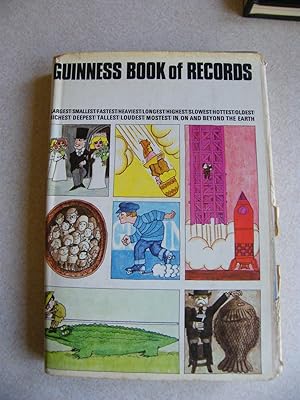 GUINNESS BOOK of RECORDS
LARGEST SMALLEST FASTEST HEAVIEST LONGEST HIGHEST SLOWEST HOTTEST OLDEST
RICHEST DEEPEST TALLEST LOUDEST MOSTEST IN ON AND BEYOND THE EARTH